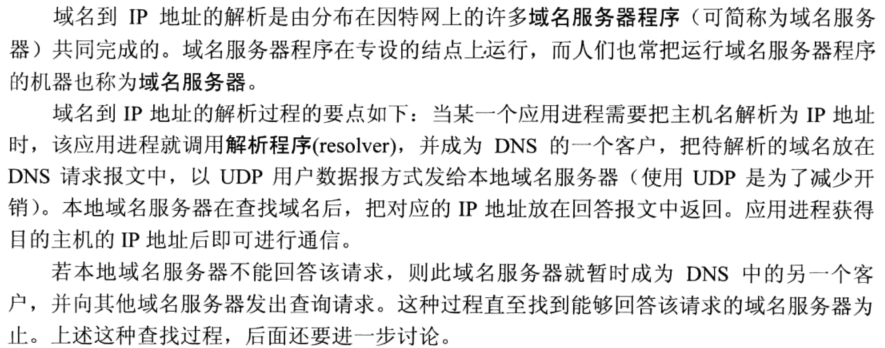 域名到 IP 地址的解析是由分布在因特网上的许多域名服务器程序（可简称为域名服务
器）共同完成的。域名服务器程序在专设的结点上运行，而人们也常把运行域名服务器程序
的机器也称为域名服务器。
域名到 IP 地址的解析过程的要点如下：当某一个应用进程需要把主机名解析为 IP 地址
时，该应用进程就调用解析程序(resolver)，并成为 DNS 的一个客户，把待解析的域名放在
DNS 请求报文中，以 UDP 用户数据报方式发给本地域名服务器（使用 UDP 是为了减少开
销）。本地域名服务器在查找域名后，把对应的 IP 地址放在回答报文中返回。应用进程获得
目的主机的 IP 地址后即可进行通信。
若本地域名服务器不能回答该请求，则此域名服务器就暂时成为 DNS 中的另一个客
户，并向其他域名服务器发出查询请求。这种过程直至找到能够回答该请求的域名服务器为
止。上述这种查找过程，后面还要进一步讨论。